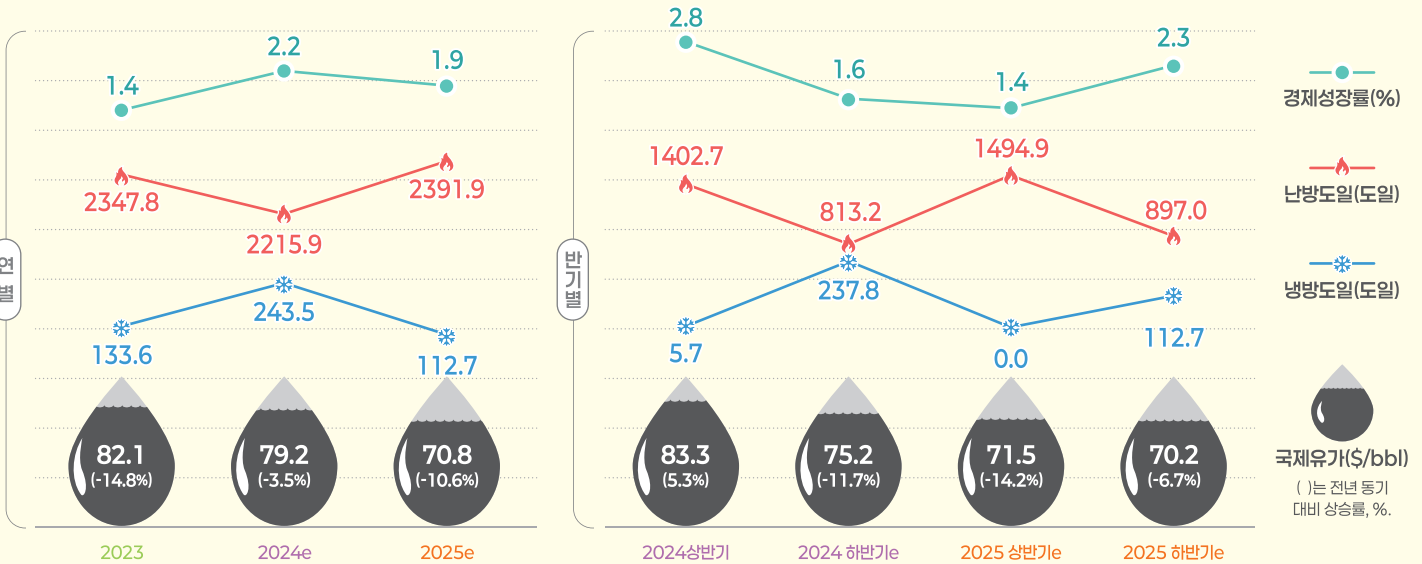 연
별
1.4
2.2
1.9
2347.8
2215.9
2391.9
133.6
243.5
112.7
82.1
(-14.8%)
79.2
(-3.5%)
70.8
(-10.6%)
2023
2024e
2025e
반
기
별
2.8
1.6
1.4
2.3
1402.7
813.2
1494.9
897.0
5.7
237.8
0.0
112.7
83.3
(5.3%)
75.2
(-11.7%)
71.5
(-14.2%)
70.2
(-6.7%)
2024상반기
2024 하반기e
2025 상반기e
2025 하반기e
경제성장률(%)
난방도일(도일)
냉방도일(도일)
국제유가($/bbl)
( )는 전년 동기
대비 상승률, %.